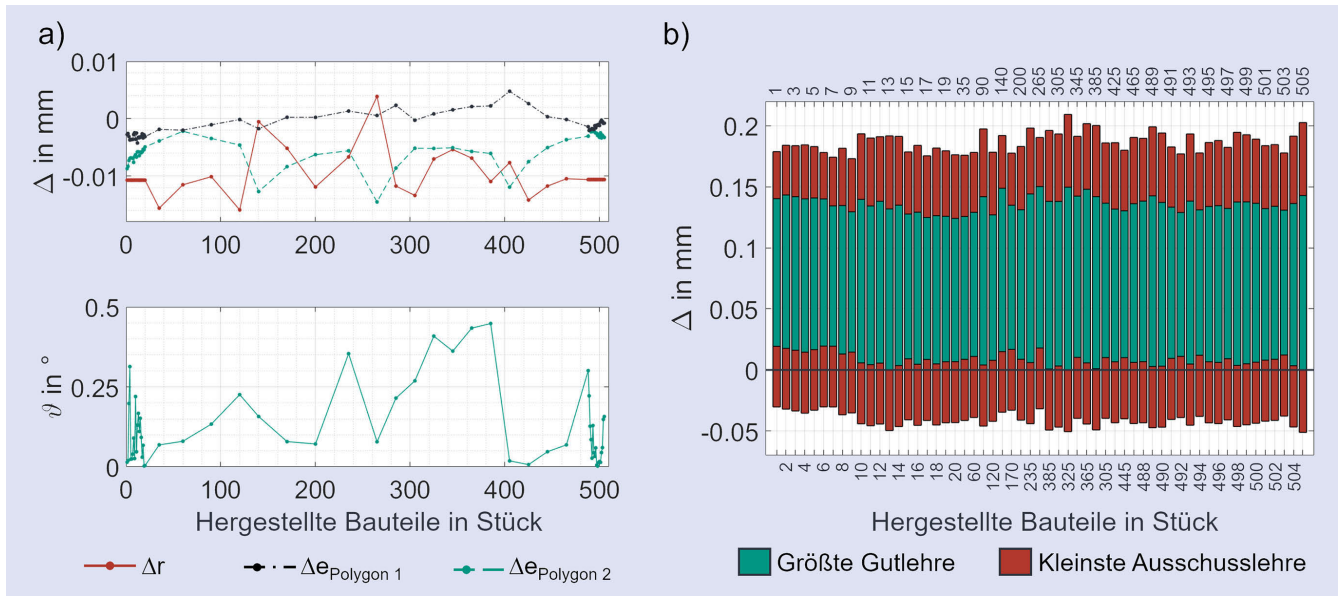 a)
0.01
0
-0.01
Δ in mm
0 100 200 300 400 500
0.5
0.25
0
ϑ in °
0 100 200 300 400 500
Hergestellte Bauteile in Stück
Δr Δe Polygon 1 Δe Polygon 2
b)
1 3 5 7 9 11 13 15 17 19 35 90 140 200 265 305 345 385 425 465 489 491 493 495 497 499 501 503 505
0.2
0.15
0.1
0.05
0
-0.05
Δ in mm
2 4 6 8 10 12 14 16 18 20 60 120 170 235 385 325 365 305 445 488 490 492 494 496 498 500 502 504
Hergestellte Bauteile in Stück
Größte Gutlehre Kleinste Ausschusslehre